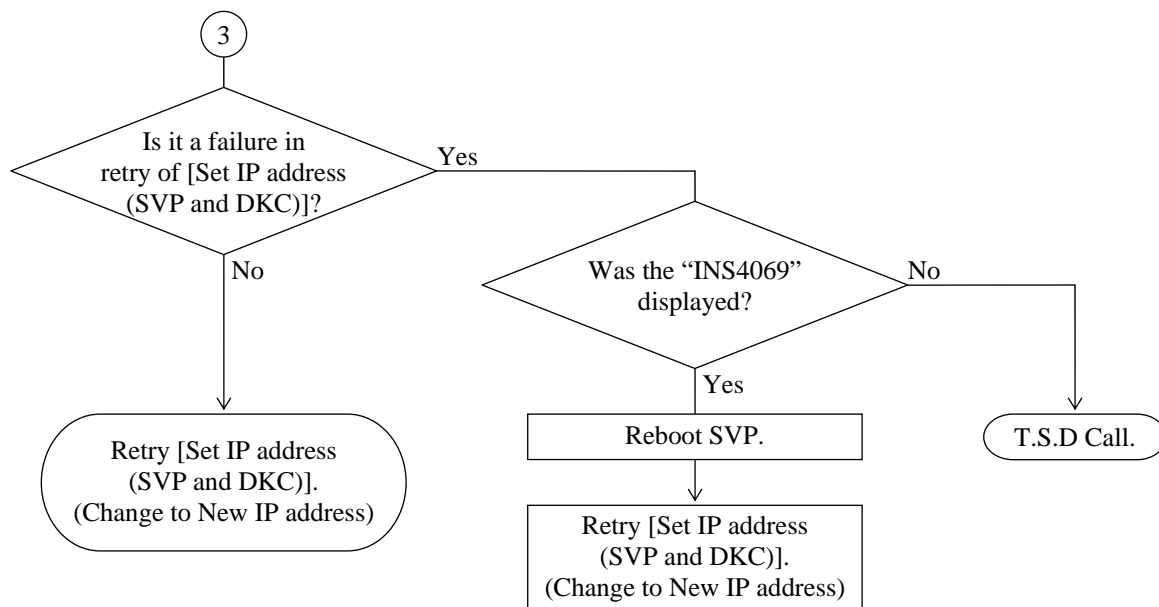 3
Is it a failure in
retry of [Set IP address
(SVP and DKC)]?
Yes
No
Was the “INS4069”
displayed?
No
Yes
Retry [Set IP address
(SVP and DKC)].
(Change to New IP address)
Reboot SVP.
T.S.D Call.
Retry [Set IP address
(SVP and DKC)].
(Change to New IP address)